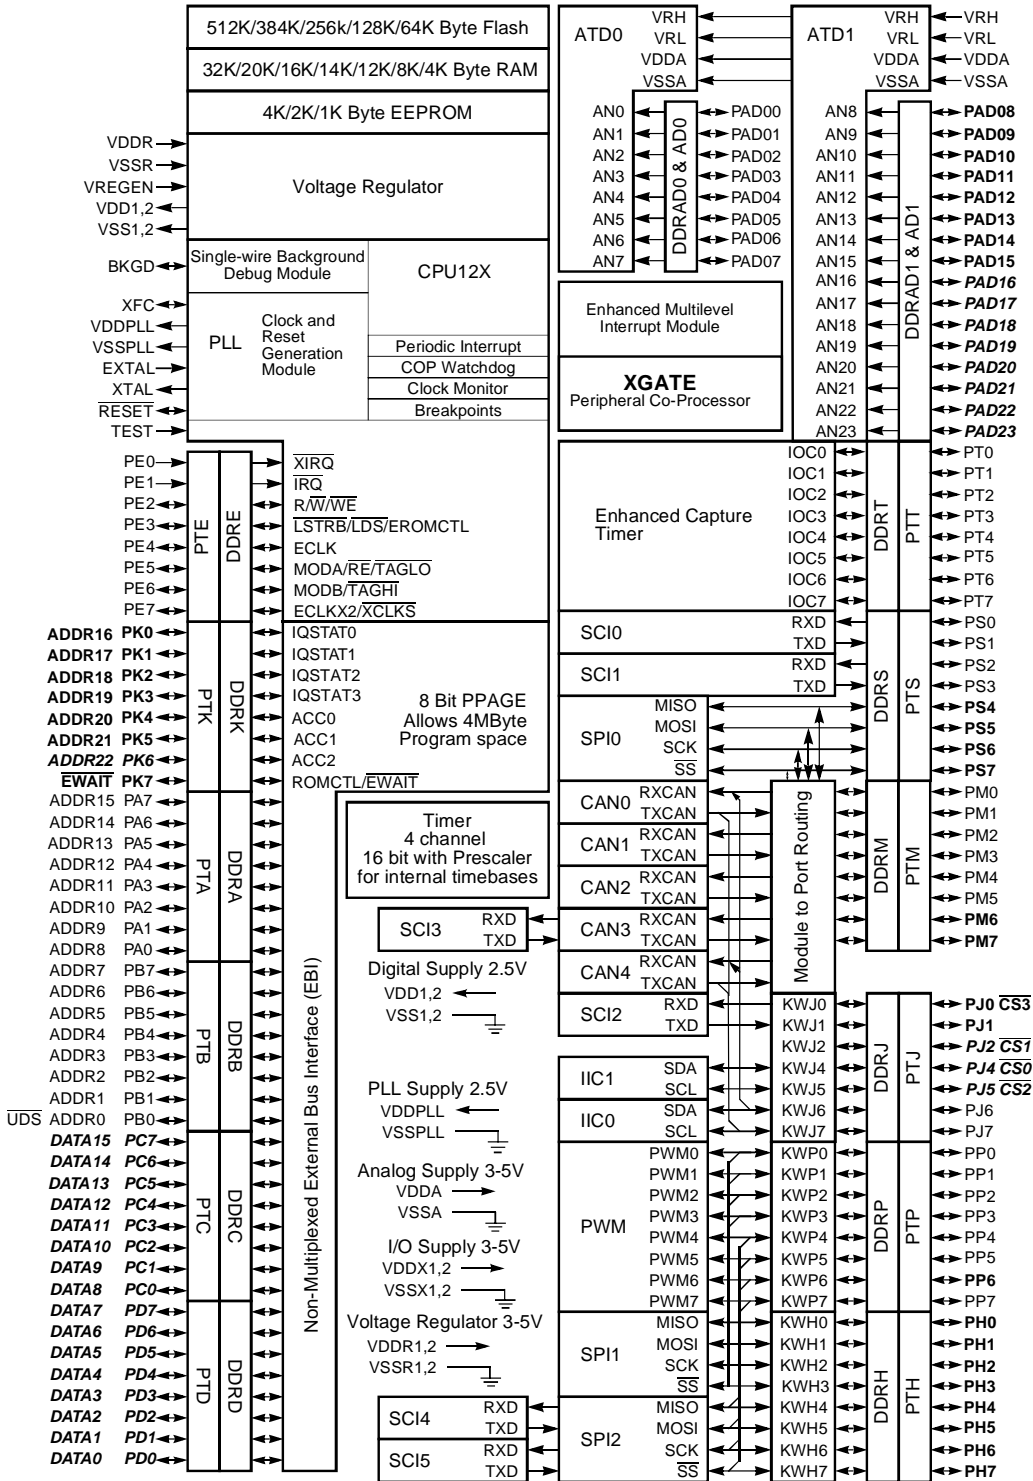 512K/384K/256k/128K/64K Byte Flash
32K/20K/16K/14K/12K/8K/4K Byte RAM
4K/2K/1K Byte EEPROM
VDDR
VSSR
VREGEN
VDD1,2
VSS1,2
Voltage Regulator
BKGD
Single-wire Background
Debug Module
CPU12X
XFC
VDDPLL
VSSPLL
EXTAL
XTAL
RESET
TEST
PLL
Clock and
Reset
Generation
Module
Periodic Interrupt
COP Watchdog
Clock Monitor
Breakpoints
ATD0
VRH
VRL
VDDA
VSSA
AN0
AN1
AN2
AN3
AN4
AN5
AN6
AN7
DDRAD0 & AD0
PAD00
PAD01
PAD02
PAD03
PAD04
PAD05
PAD06
PAD07
ATD1
VRH
VRL
VDDA
VSSA
VRH
VRL
VDDA
VSSA
AN8
AN9
AN10
AN11
AN12
AN13
AN14
AN15
AN16
AN17
AN18
AN19
AN20
AN21
AN22
AN23
DDRAD1 & AD1
PAD08
PAD09
PAD10
PAD11
PAD12
PAD13
PAD14
PAD15
PAD16
PAD17
PAD18
PAD19
PAD20
PAD21
PAD22
PAD23
Enhanced Multilevel
Interrupt Module
XGATE
Peripheral Co-Processor
PE0
PE1
PE2
PE3
PE4
PE5
PE6
PE7
PTE
DDRE
XIRQ
IRQ
R/W/WE
LSTRB/LDS/EROMCTL
ECLK
MODA/RE/TAGLO
MODB/TAGHI
ECLKX2/XCLKS
Enhanced Capture
Timer
IOC0
IOC1
IOC2
IOC3
IOC4
IOC5
IOC6
IOC7
DDRT
PTT
PT0
PT1
PT2
PT3
PT4
PT5
PT6
PT7
ADDR16 PK0
ADDR17 PK1
ADDR18 PK2
ADDR19 PK3
ADDR20 PK4
ADDR21 PK5
ADDR22 PK6
EWAIT PK7
PTK
DDRK
IQSTAT0
IQSTAT1
IQSTAT2
IQSTAT3
ACC0
ACC1
ACC2
ROMCTL/EWAIT
8 Bit PPAGE
Allows 4MByte
Program space
SCI0
RXD
TXD
SCI1
RXD
TXD
SPI0
MISO
MOSI
SCK
SS
DDRS
PTS
PS0
PS1
PS2
PS3
PS4
PS5
PS6
PS7
ADDR15 PA7
ADDR14 PA6
ADDR13 PA5
ADDR12 PA4
ADDR11 PA3
ADDR10 PA2
ADDR9 PA1
ADDR8 PA0
PTA
DDRA
Timer
4 channel
16 bit with Prescaler
for internal timebases
CAN0
RXCAN
TXCAN
CAN1
RXCAN
TXCAN
CAN2
RXCAN
TXCAN
CAN3
RXCAN
TXCAN
CAN4
RXCAN
TXCAN
Module to Port Routing
DDRM
PTM
PM0
PM1
PM2
PM3
PM4
PM5
PM6
PM7
SCI3
RXD
TXD
ADDR7 PB7
ADDR6 PB6
ADDR5 PB5
ADDR4 PB4
ADDR3 PB3
ADDR2 PB2
ADDR1 PB1
UDS ADDR0 PB0
PTB
DDRB
Non-Multiplexed External Bus Interface (EBI)
Digital Supply 2.5V
VDD1,2
VSS1,2
PLL Supply 2.5V
VDDPLL
VSSPLL
Analog Supply 3-5V
VDDA
VSSA
I/O Supply 3-5V
VDDX1,2
VSSX1,2
Voltage Regulator 3-5V
VDDR1,2
VSSR1,2
SCI2
RXD
TXD
IIC1
SDA
SCL
IIC0
SDA
SCL
KWJ0
KWJ1
KWJ2
KWJ4
KWJ5
KWJ6
KWJ7
DDRJ
PTJ
PJ0 CS3
PJ1
PJ2 CS1
PJ4 CS0
PJ5 CS2
PJ6
PJ7
DATA15 PC7
DATA14 PC6
DATA13 PC5
DATA12 PC4
DATA11 PC3
DATA10 PC2
DATA9 PC1
DATA8 PC0
PTC
DDRC
PWM
PWM0
PWM1
PWM2
PWM3
PWM4
PWM5
PWM6
PWM7
KWP0
KWP1
KWP2
KWP3
KWP4
KWP5
KWP6
KWP7
DDRP
PTP
PP0
PP1
PP2
PP3
PP4
PP5
PP6
PP7
DATA7 PD7
DATA6 PD6
DATA5 PD5
DATA4 PD4
DATA3 PD3
DATA2 PD2
DATA1 PD1
DATA0 PD0
PTD
DDRD
SCI4
RXD
TXD
SCI5
RXD
TXD
SPI1
MISO
MOSI
SCK
SS
SPI2
MISO
MOSI
SCK
SS
KWH0
KWH1
KWH2
KWH3
KWH4
KWH5
KWH6
KWH7
DDRH
PTH
PH0
PH1
PH2
PH3
PH4
PH5
PH6
PH7